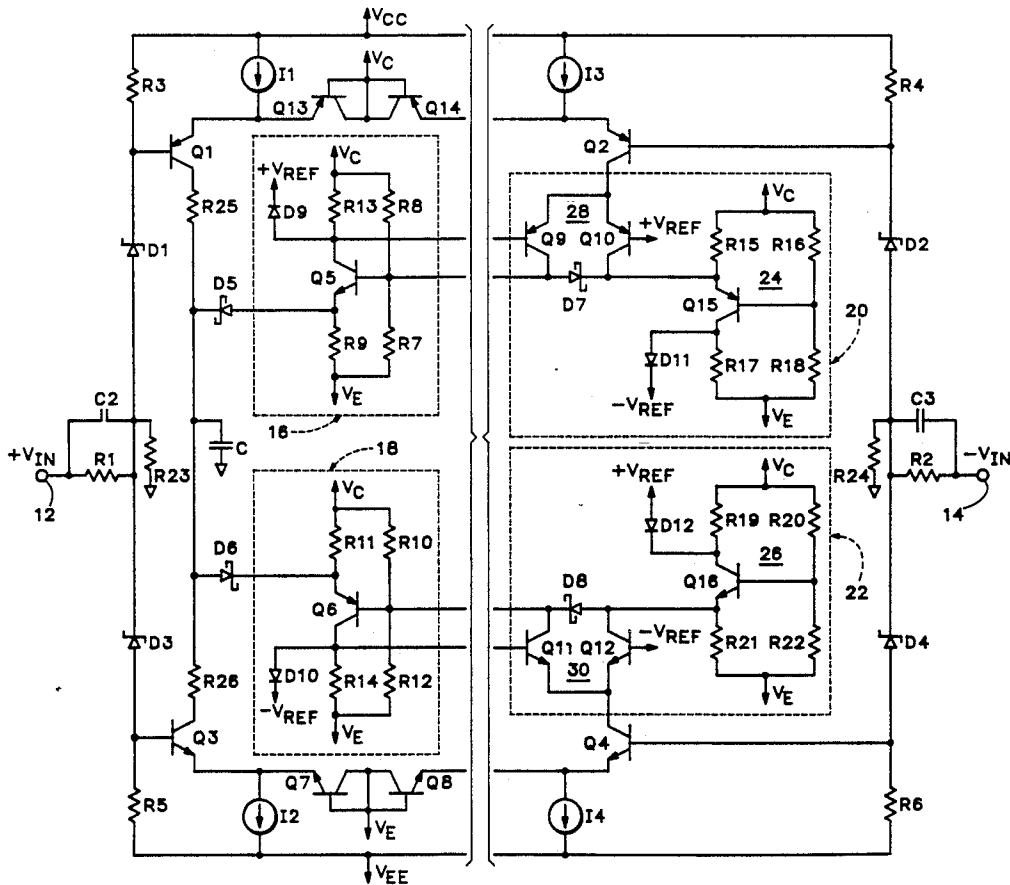 VCC
I1
VC
I3
R3
R4
Q13
Q14
Q1
Q2
+VREF
VC
VC
R25
D9
R13
R8
28
Q9
Q10
+VREF
R15
R16
D1
D2
D5
Q5
D7
Q15
24
20
R9
R7
D11
R17
R18
VE
-VREF
VE
C2
16
C3
+VIN
R1
R23
C
18
R24
R2
-VIN
12
VC
+VREF
VC
14
D12
R19
R20
R11
R10
D6
D8
Q16
26
22
Q6
D3
Q11
Q12
-VREF
R21
R22
D4
D10
R14
R12
30
R26
-VREF
VE
VE
Q3
Q4
Q7
Q8
R5
I2
I4
R6
VE
VEE